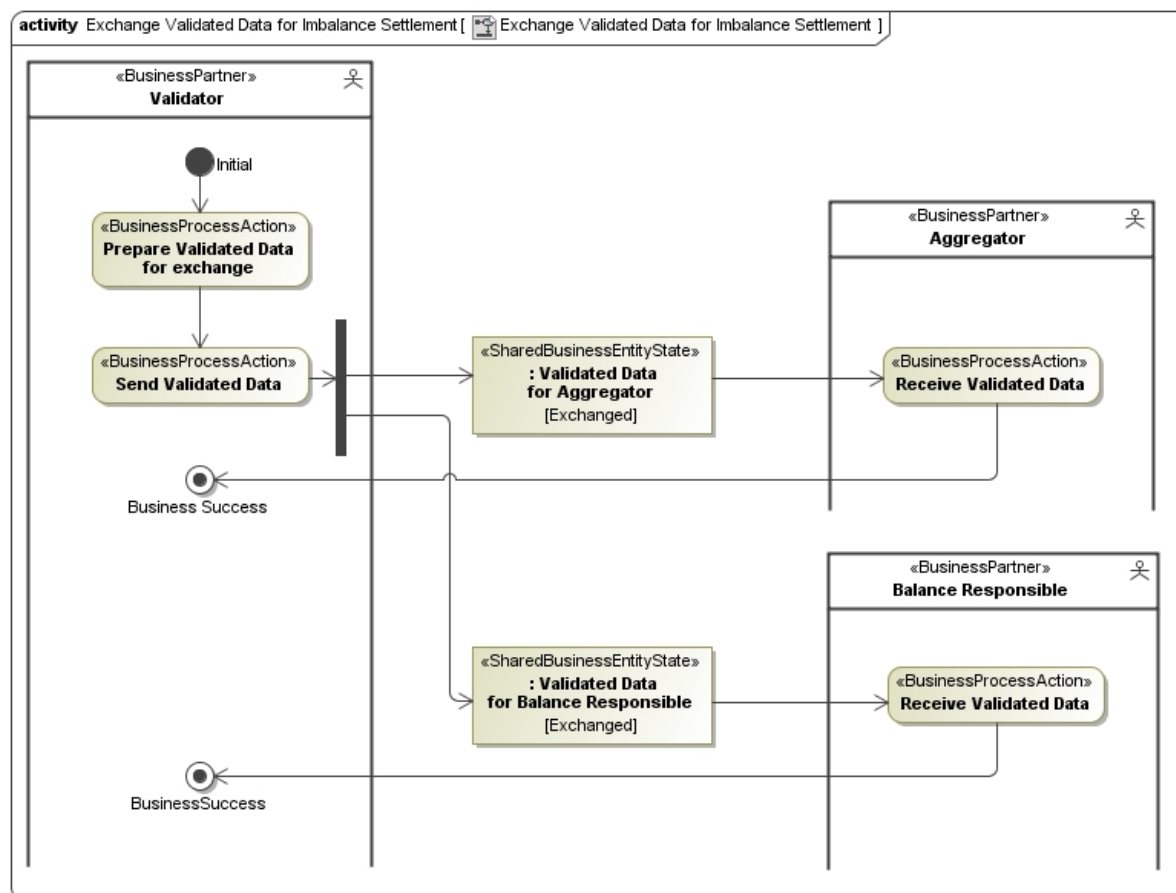 activity Exchange Validated Data for Imbalance Settlement [ Exchange Validated Data for Imbalance Settlement ]
«BusinessPartner»
Validator
Initial
«BusinessProcessAction»
Prepare Validated Data
for exchange
«BusinessProcessAction»
Send Validated Data
«SharedBusinessEntityState»
: Validated Data
for Aggregator
[Exchanged]
«BusinessPartner»
Aggregator
«BusinessProcessAction»
Receive Validated Data
Business Success
«BusinessPartner»
Balance Responsible
«SharedBusinessEntityState»
: Validated Data
for Balance Responsible
[Exchanged]
«BusinessProcessAction»
Receive Validated Data
BusinessSuccess